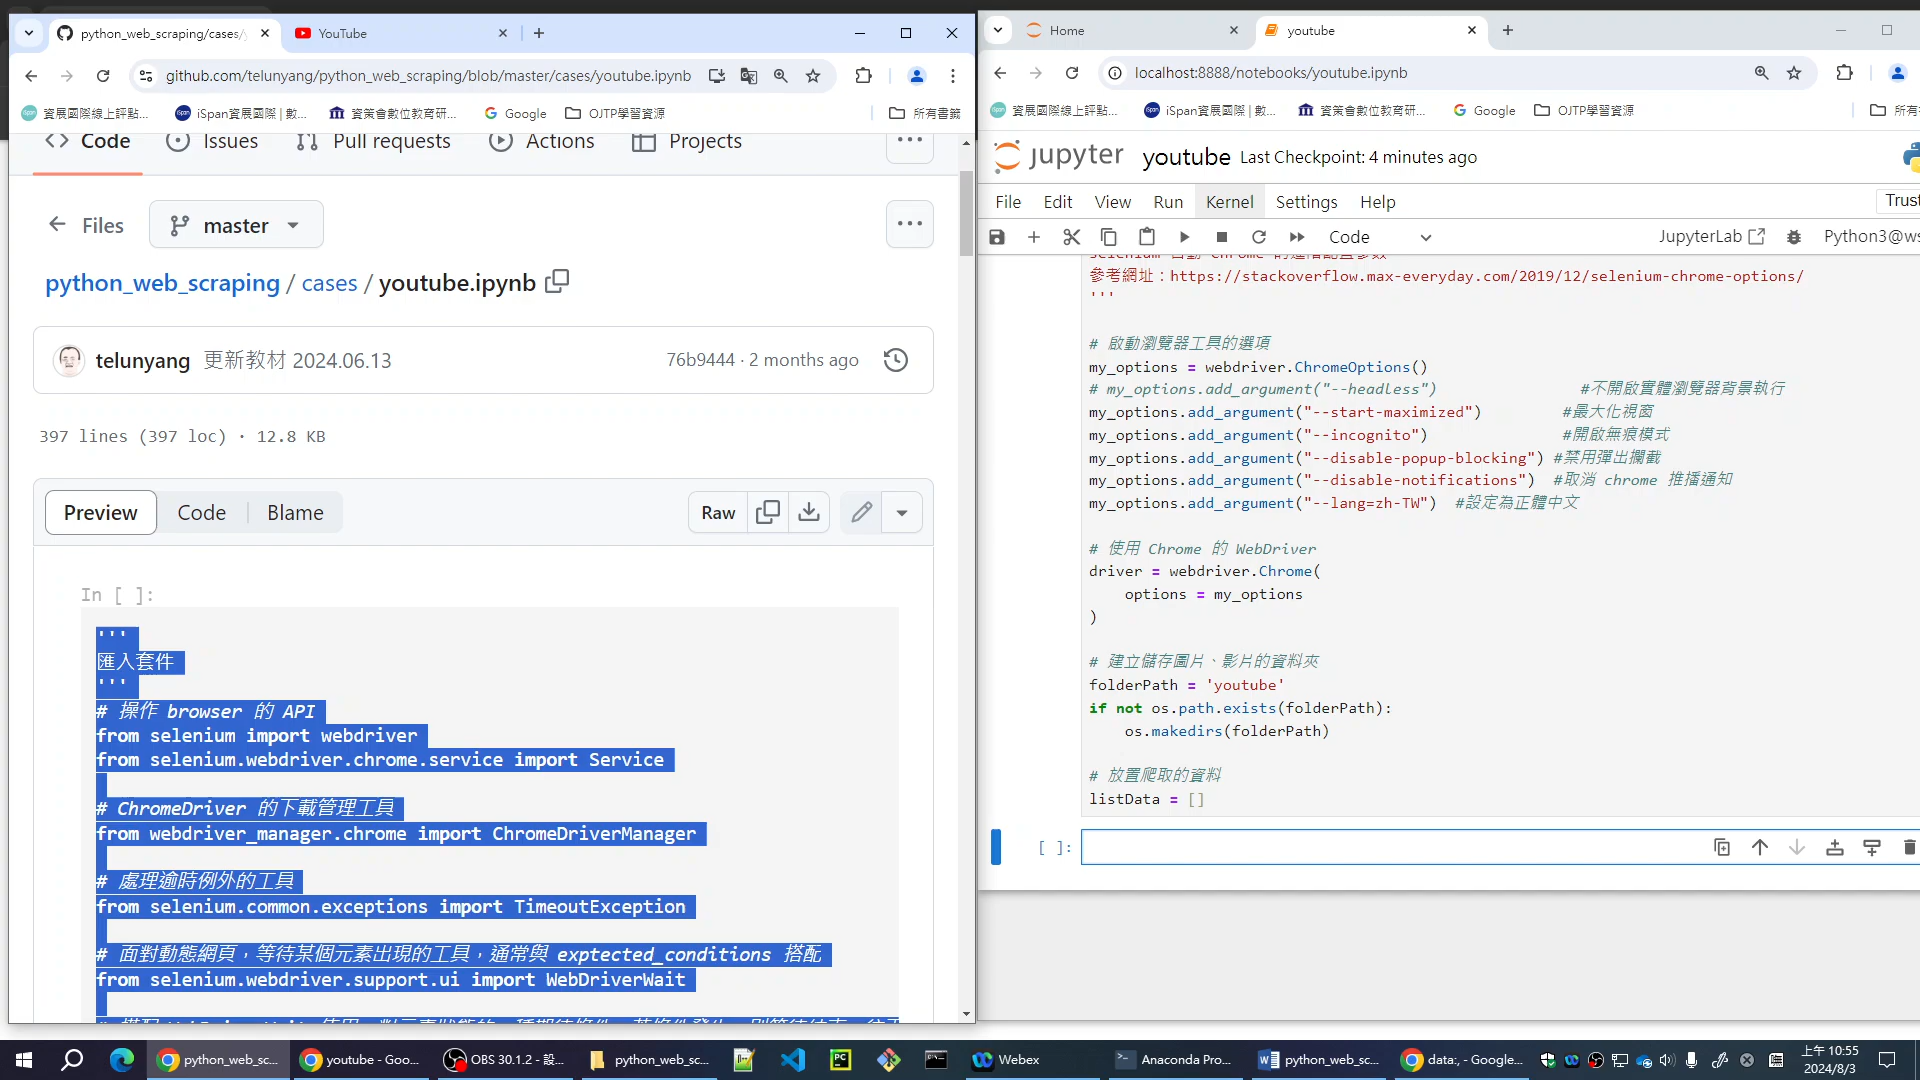 python_web_scraping/cases/y
YouTube
github.com/telunyang/python_web_scraping/blob/master/cases/youtube.ipynb
資展國際線上評點...
iSpan資展國際 | 數...
資策會數位教育研...
Google
OJTP學習資源
所有書籤
Code
Issues
Pull requests
Actions
Projects
Files
master
python_web_scraping / cases / youtube.ipynb
telunyang 更新教材 2024.06.13
76b9444 · 2 months ago
397 lines (397 loc) · 12.8 KB
Preview
Code
Blame
Raw
In [ ]:
'''
匯入套件
'''
# 操作 browser 的 API
from selenium import webdriver
from selenium.webdriver.chrome.service import Service
# ChromeDriver 的下載管理工具
from webdriver_manager.chrome import ChromeDriverManager
# 處理逾時例外的工具
from selenium.common.exceptions import TimeoutException
# 面對動態網頁，等待某個元素出現的工具，通常與 exptected_conditions 搭配
from selenium.webdriver.support.ui import WebDriverWait
Home
youtube
localhost:8888/notebooks/youtube.ipynb
資展國際線上評點...
iSpan資展國際 | 數...
資策會數位教育研...
Google
OJTP學習資源
所有
jupyter youtube Last Checkpoint: 4 minutes ago
File
Edit
View
Run
Kernel
Settings
Help
Trust
Code
JupyterLab
Python3@ws
selenium 啟動 Chrome 的進階配置參數
參考網址：https://stackoverflow.max-everyday.com/2019/12/selenium-chrome-options/
'''
# 啟動瀏覽器工具的選項
my_options = webdriver.ChromeOptions()
# my_options.add_argument("--headless") #不開啟實體瀏覽器背景執行
my_options.add_argument("--start-maximized") #最大化視窗
my_options.add_argument("--incognito") #開啟無痕模式
my_options.add_argument("--disable-popup-blocking") #禁用彈出攔截
my_options.add_argument("--disable-notifications") #取消 chrome 推播通知
my_options.add_argument("--lang=zh-TW") #設定為正體中文
# 使用 Chrome 的 WebDriver
driver = webdriver.Chrome(
options = my_options
)
# 建立儲存圖片、影片的資料夾
folderPath = 'youtube'
if not os.path.exists(folderPath):
os.makedirs(folderPath)
# 放置爬取的資料
listData = []
[ ]:
python_web_sc...
youtube - Goo...
OBS 30.1.2 - 設...
python_web_sc...
Webex
Anaconda Pro...
python_web_sc...
data:, - Google...
上午 10:55
2024/8/3